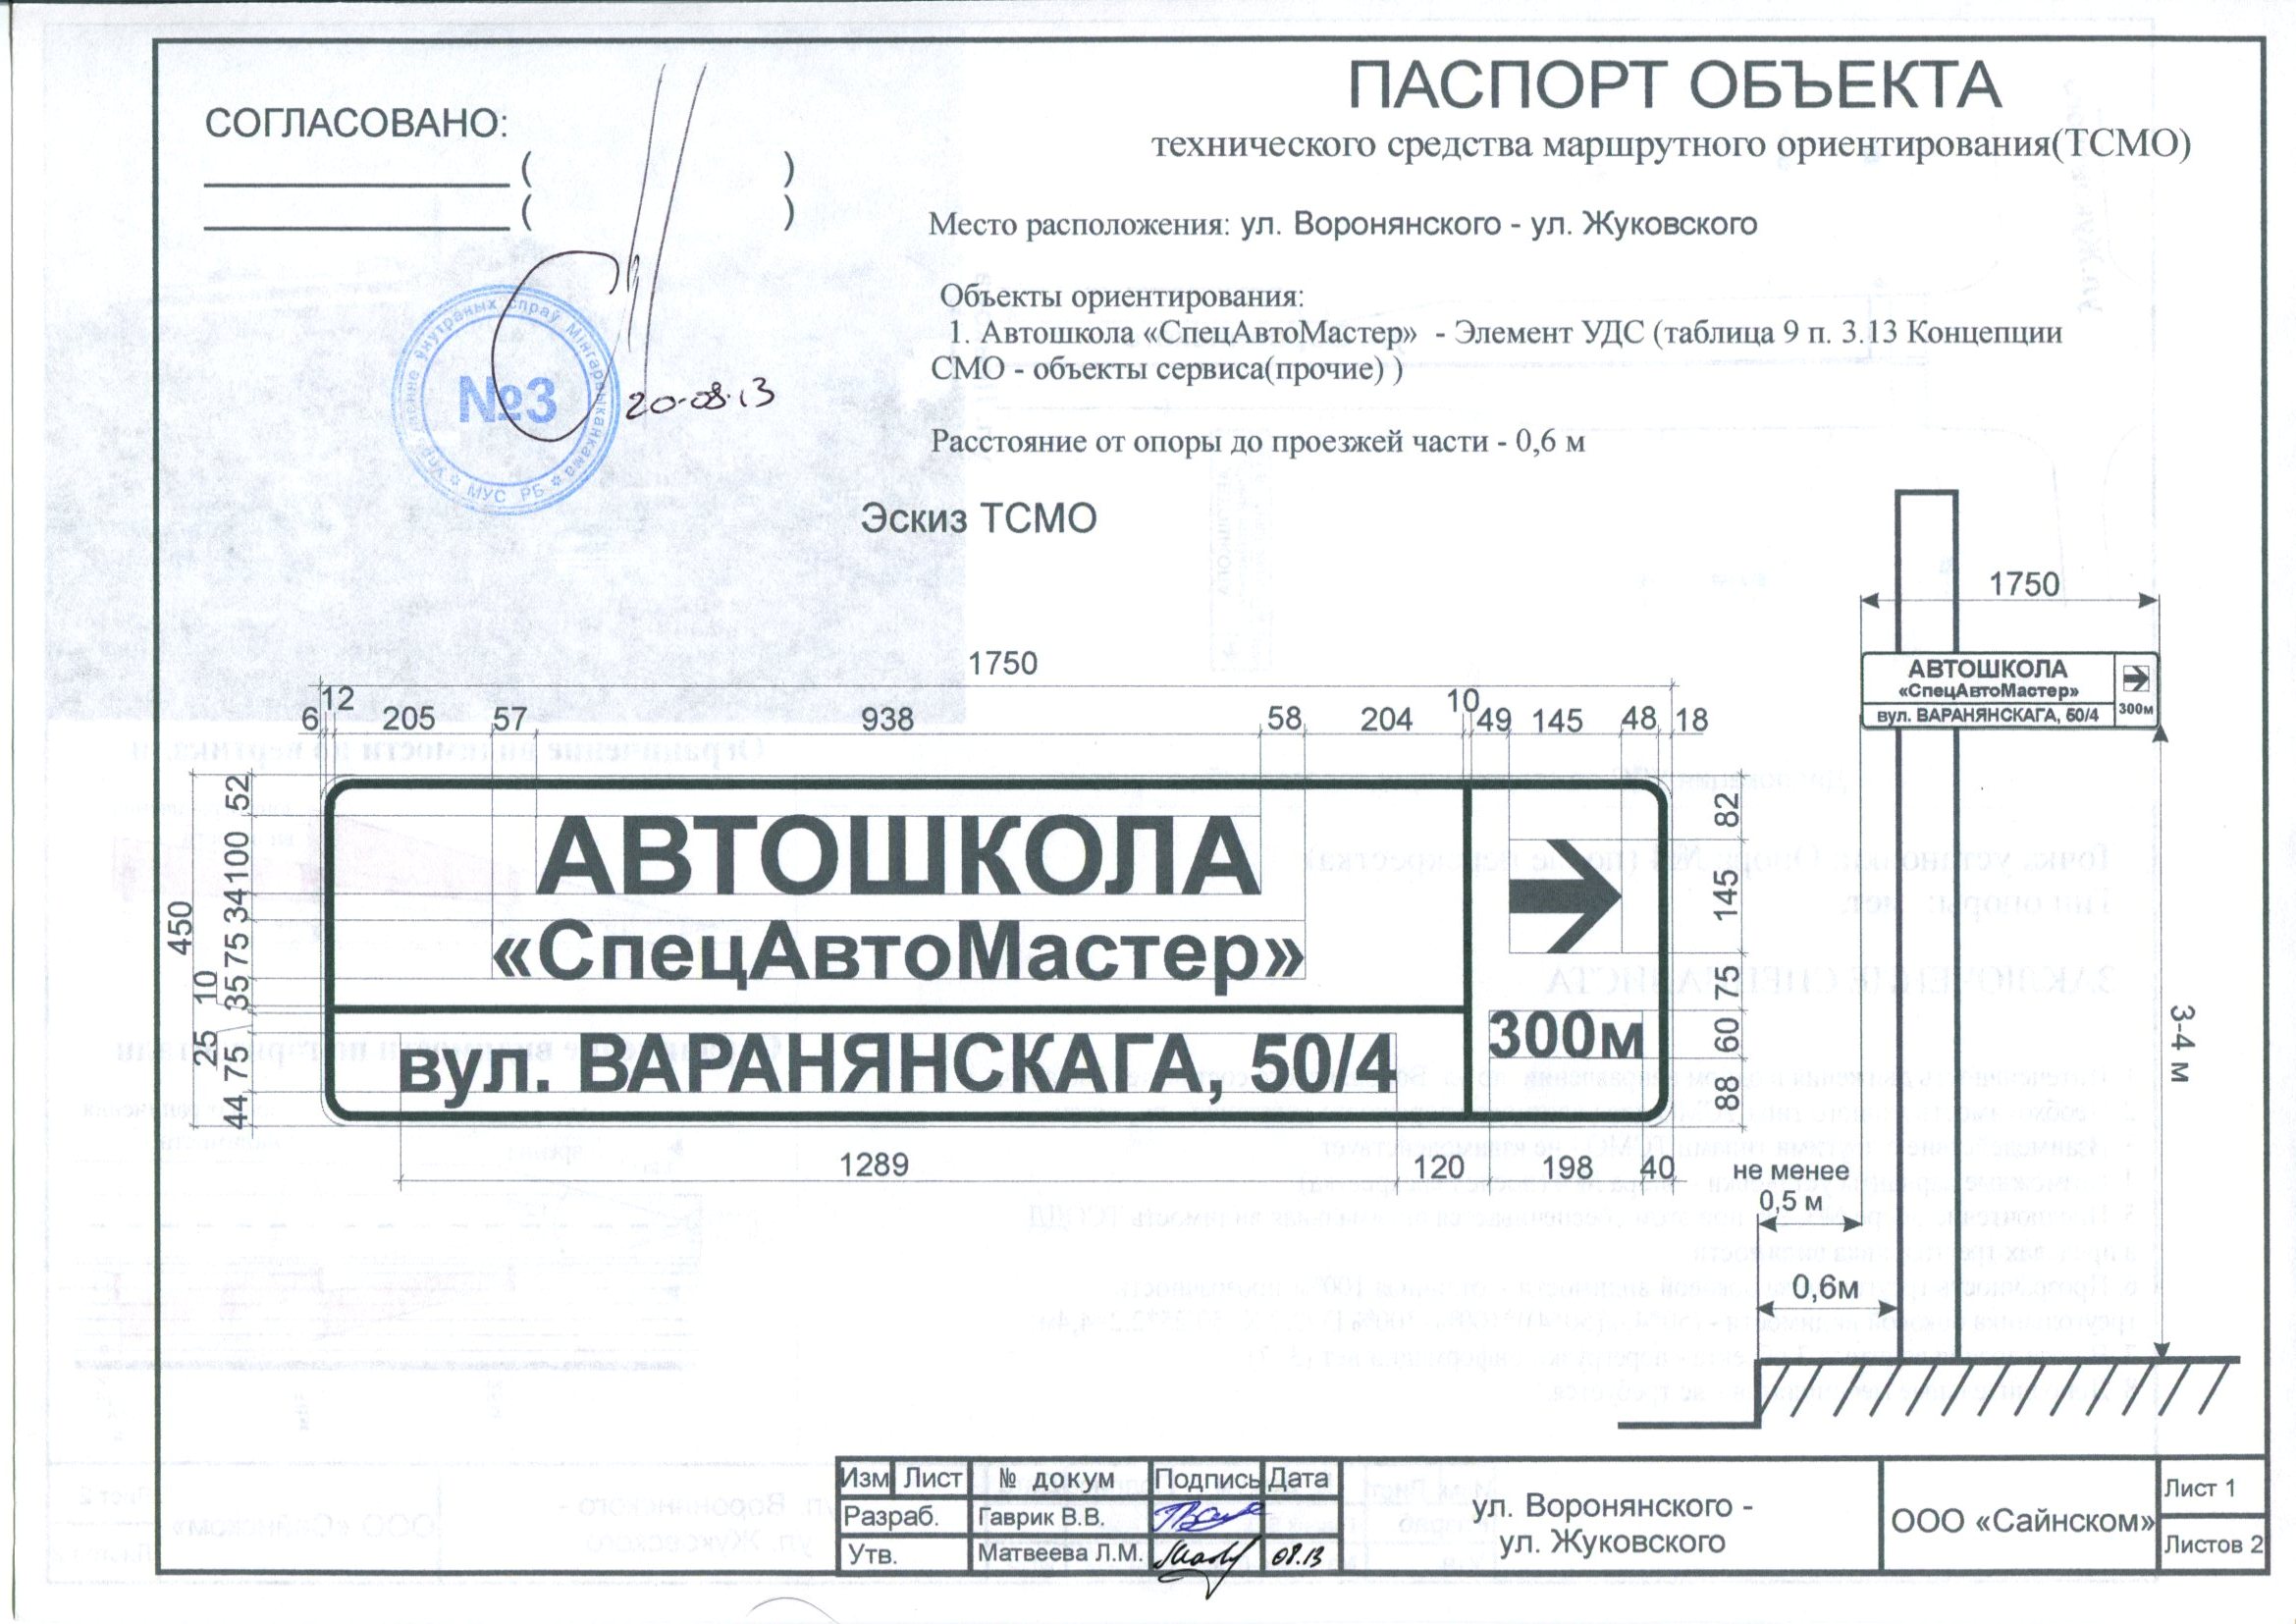 СОГЛАСОВАНО:
( )
( )
ПАСПОРТ ОБЪЕКТА
технического средства маршрутного ориентирования(ТСМО)
Место расположения: ул. Воронянского - ул. Жуковского
Объекты ориентирования:
1. Автошкола «СпецАвтоМастер» - Элемент УДС (таблица 9 п. 3.13 Концепции
СМО - объекты сервиса(прочие) )
Расстояние от опоры до проезжей части - 0,6 м
ўнутраных спраў Мінгарвыканкама
МУС РБ
№3
20.08.13
Эскиз ТСМО
1750
6 12 205 57 938 58 204 10 49 145 48 18
450
52 100 34 75 35 10 25 75 44
АВТОШКОЛА
«СпецАвтоМастер»
вул. ВАРАНЯНСКАГА, 50/4
300м
82 145 75 60 88
1289 120 198 40
1750
АВТОШКОЛА
«СпецАвтоМастер»
вул. ВАРАНЯНСКАГА, 50/4
300м
3-4 м
не менее
0,5 м
0,6м
Изм Лист № докум Подпись Дата
Разраб. Гаврик В.В.
Утв. Матвеева Л.М. 08.13
ул. Воронянского -
ул. Жуковского
ООО «Сайнском»
Лист 1
Листов 2